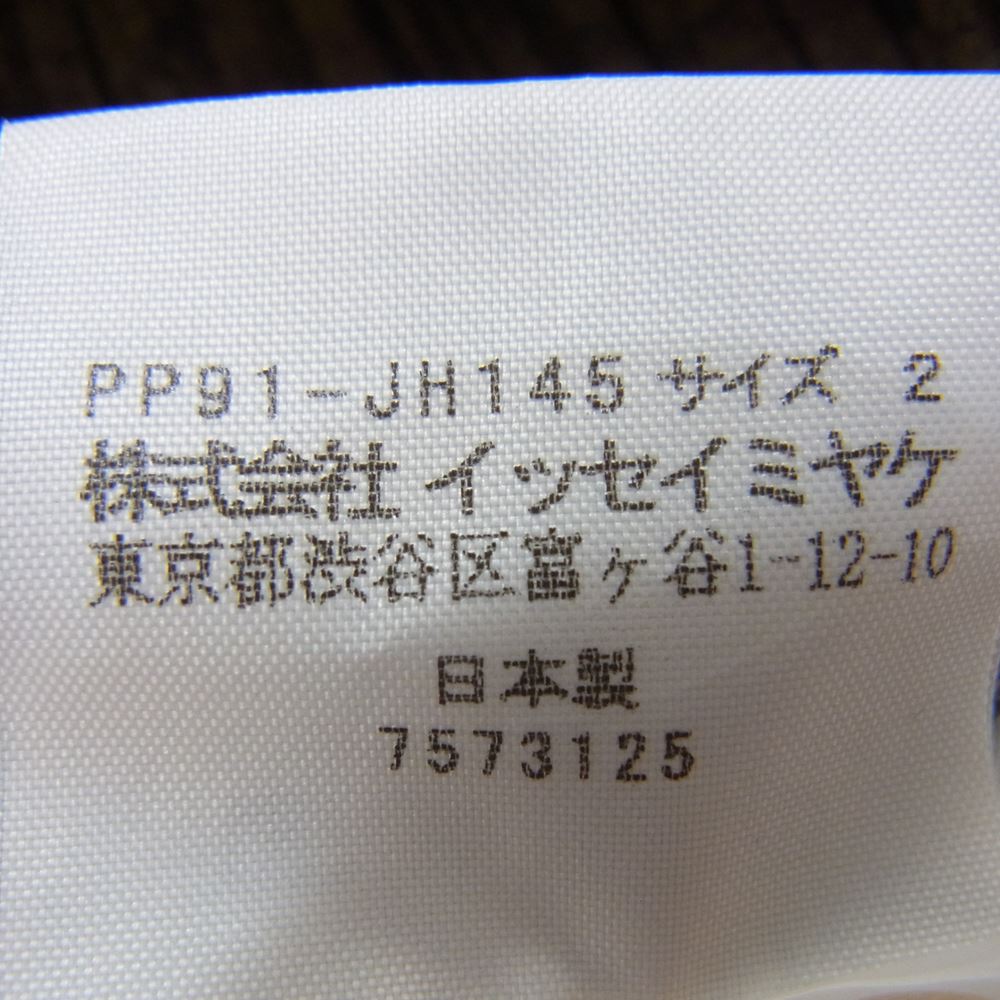 PP91-JH145 サイズ 2
株式会社 イッセイミヤケ
東京都渋谷区富ヶ谷1-12-10
日本製
7573125